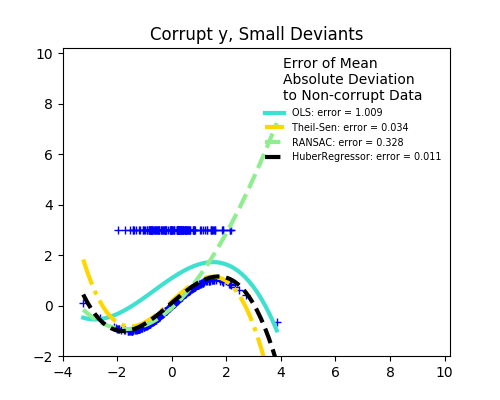 Corrupt y, Small Deviants
Error of Mean
Absolute Deviation
to Non-corrupt Data
OLS: error = 1.009
Theil-Sen: error = 0.034
RANSAC: error = 0.328
HuberRegressor: error = 0.011
10
8
6
4
2
0
−2
−4 −2 0 2 4 6 8 10